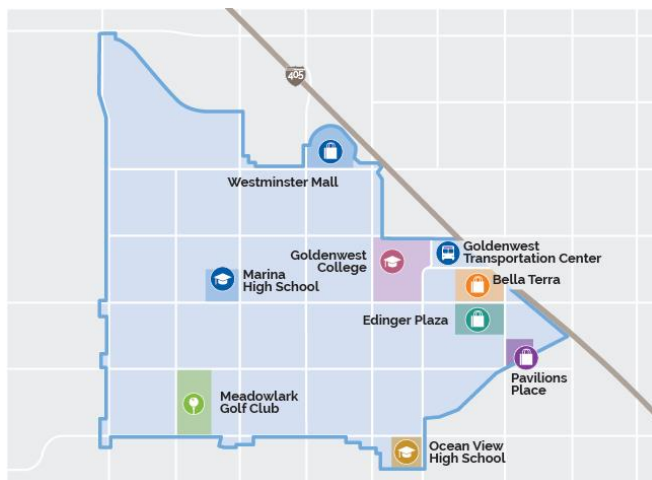 405
Westminster Mall
Goldenwest
College
Goldenwest
Transportation Center
Bella Terra
Marina
High School
Edinger Plaza
Pavilions
Place
Meadowlark
Golf Club
Ocean View
High School